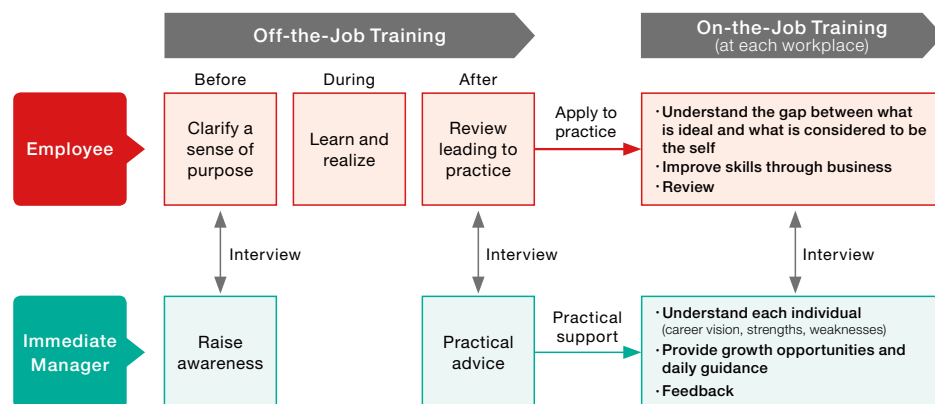 Off-the-Job Training
On-the-Job Training
(at each workplace)
Before
During
After
Employee
Clarify a
sense of
purpose
Learn and
realize
Review
leading to
practice
Apply to
practice
· Understand the gap between what
is ideal and what is considered to be
the self
· Improve skills through business
· Review
Interview
Interview
Interview
Immediate
Manager
Raise
awareness
Practical
advice
Practical
support
· Understand each individual
(career vision, strengths, weaknesses)
· Provide growth opportunities and
daily guidance
· Feedback